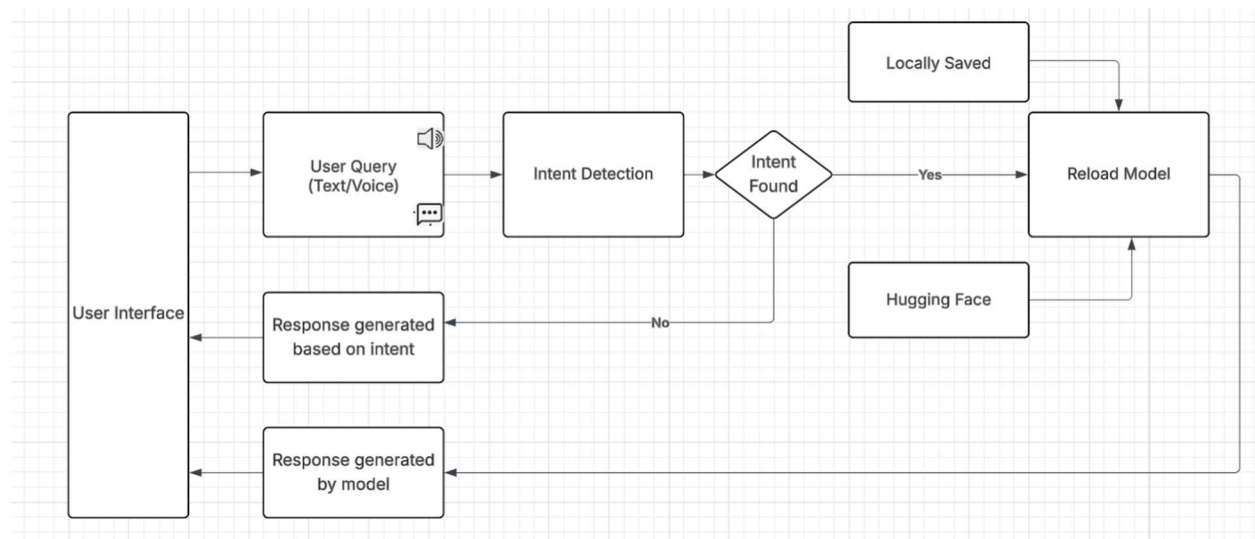 Locally Saved
User Query
(Text/Voice)
Intent Detection
Intent
Found
Yes
Reload Model
Hugging Face
User Interface
Response generated
based on intent
No
Response generated
by model